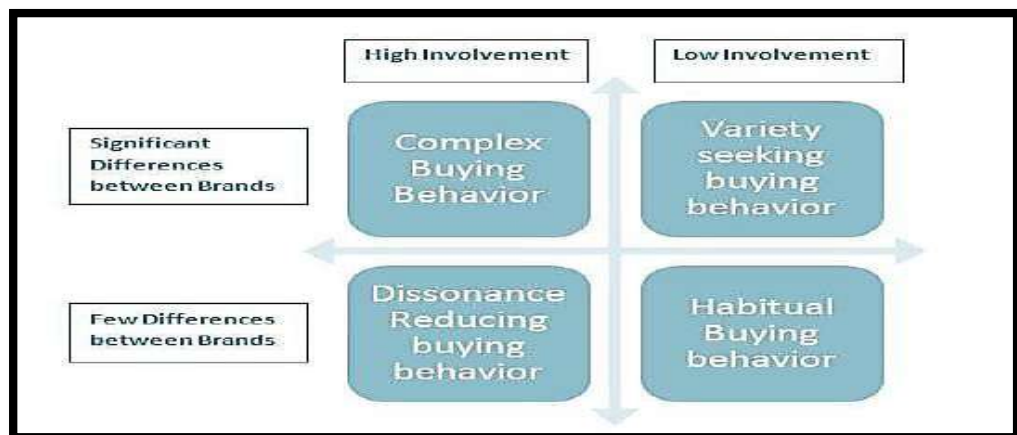 High Involvement
Low Involvement
Significant
Differences
between Brands
Complex
Buying
Behavior
Variety
seeking
buying
behavior
Few Differences
between Brands
Dissonance
Reducing
buying
behavior
Habitual
Buying
behavior